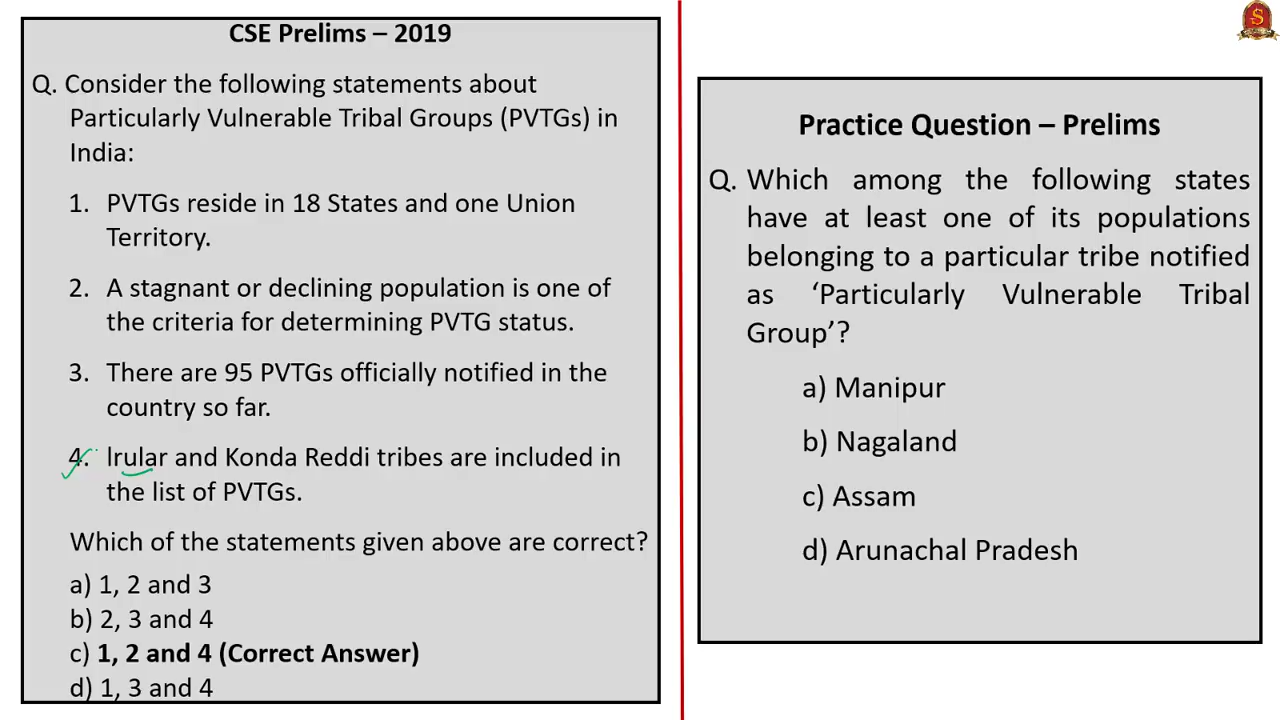 CSE Prelims – 2019
Q. Consider the following statements about
Particularly Vulnerable Tribal Groups (PVTGs) in
India:
1. PVTGs reside in 18 States and one Union
Territory.
2. A stagnant or declining population is one of
the criteria for determining PVTG status.
3. There are 95 PVTGs officially notified in the
country so far.
4. Irular and Konda Reddi tribes are included in
the list of PVTGs.
Which of the statements given above are correct?
a) 1, 2 and 3
b) 2, 3 and 4
c) 1, 2 and 4 (Correct Answer)
d) 1, 3 and 4
Practice Question – Prelims
Q. Which among the following states
have at least one of its populations
belonging to a particular tribe notified
as ‘Particularly Vulnerable Tribal
Group’?
a) Manipur
b) Nagaland
c) Assam
d) Arunachal Pradesh
S